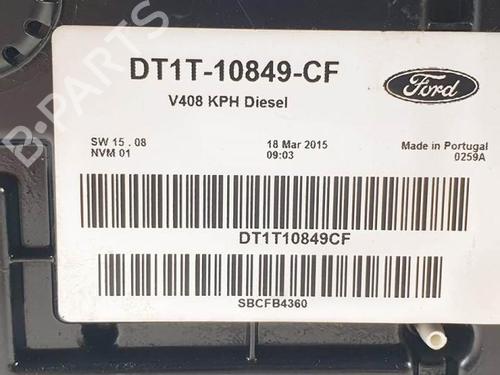 DT1T-10849-CF
Ford
V408 KPH Diesel
SW 15 . 08
NVM 01
18 Mar 2015
09:03
Made in Portugal
0259A
DT1T10849CF
SBCFB4360
B-PARTS